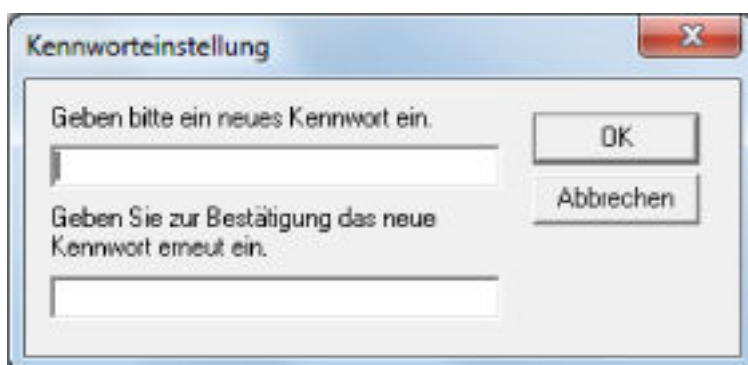 Kennworteinstellung
Geben bitte ein neues Kennwort ein.
OK
Abbrechen
Geben Sie zur Bestätigung das neue
Kennwort erneut ein.